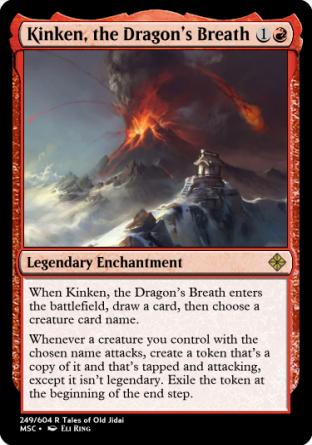 Kinken, the Dragon's Breath 1
Legendary Enchantment
When Kinken, the Dragon's Breath enters
the battlefield, draw a card, then choose a
creature card name.
Whenever a creature you control with the
chosen name attacks, create a token that's a
copy of it and that's tapped and attacking,
except it isn't legendary. Exile the token at
the beginning of the end step.
249/604 R Tales of Old Jidai
MSC • Eli Ring